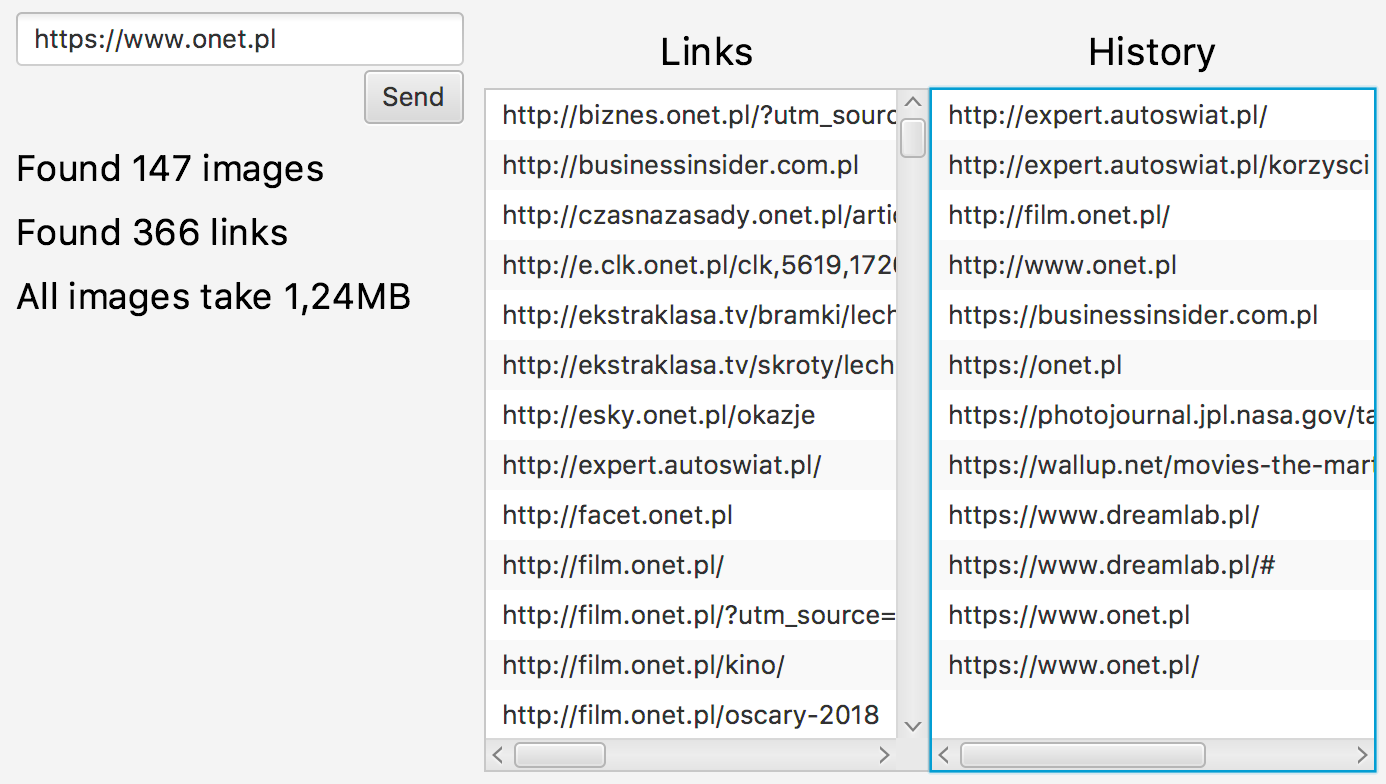 https://www.onet.pl
Send
Found 147 images
Found 366 links
All images take 1,24MB
Links
http://biznes.onet.pl/?utm_sourc
http://businessinsider.com.pl
http://czasnazasady.onet.pl/artic
http://e.clk.onet.pl/clk,5619,1720
http://ekstraklasa.tv/bramki/lech
http://ekstraklasa.tv/skroty/lech
http://esky.onet.pl/okazje
http://expert.autoswiat.pl/
http://facet.onet.pl
http://film.onet.pl/
http://film.onet.pl/?utm_source=
http://film.onet.pl/kino/
http://film.onet.pl/oscary-2018
History
http://expert.autoswiat.pl/
http://expert.autoswiat.pl/korzysci
http://film.onet.pl/
http://www.onet.pl
https://businessinsider.com.pl
https://onet.pl
https://photojournal.jpl.nasa.gov/ta
https://wallup.net/movies-the-mart
https://www.dreamlab.pl/
https://www.dreamlab.pl/#
https://www.onet.pl
https://www.onet.pl/